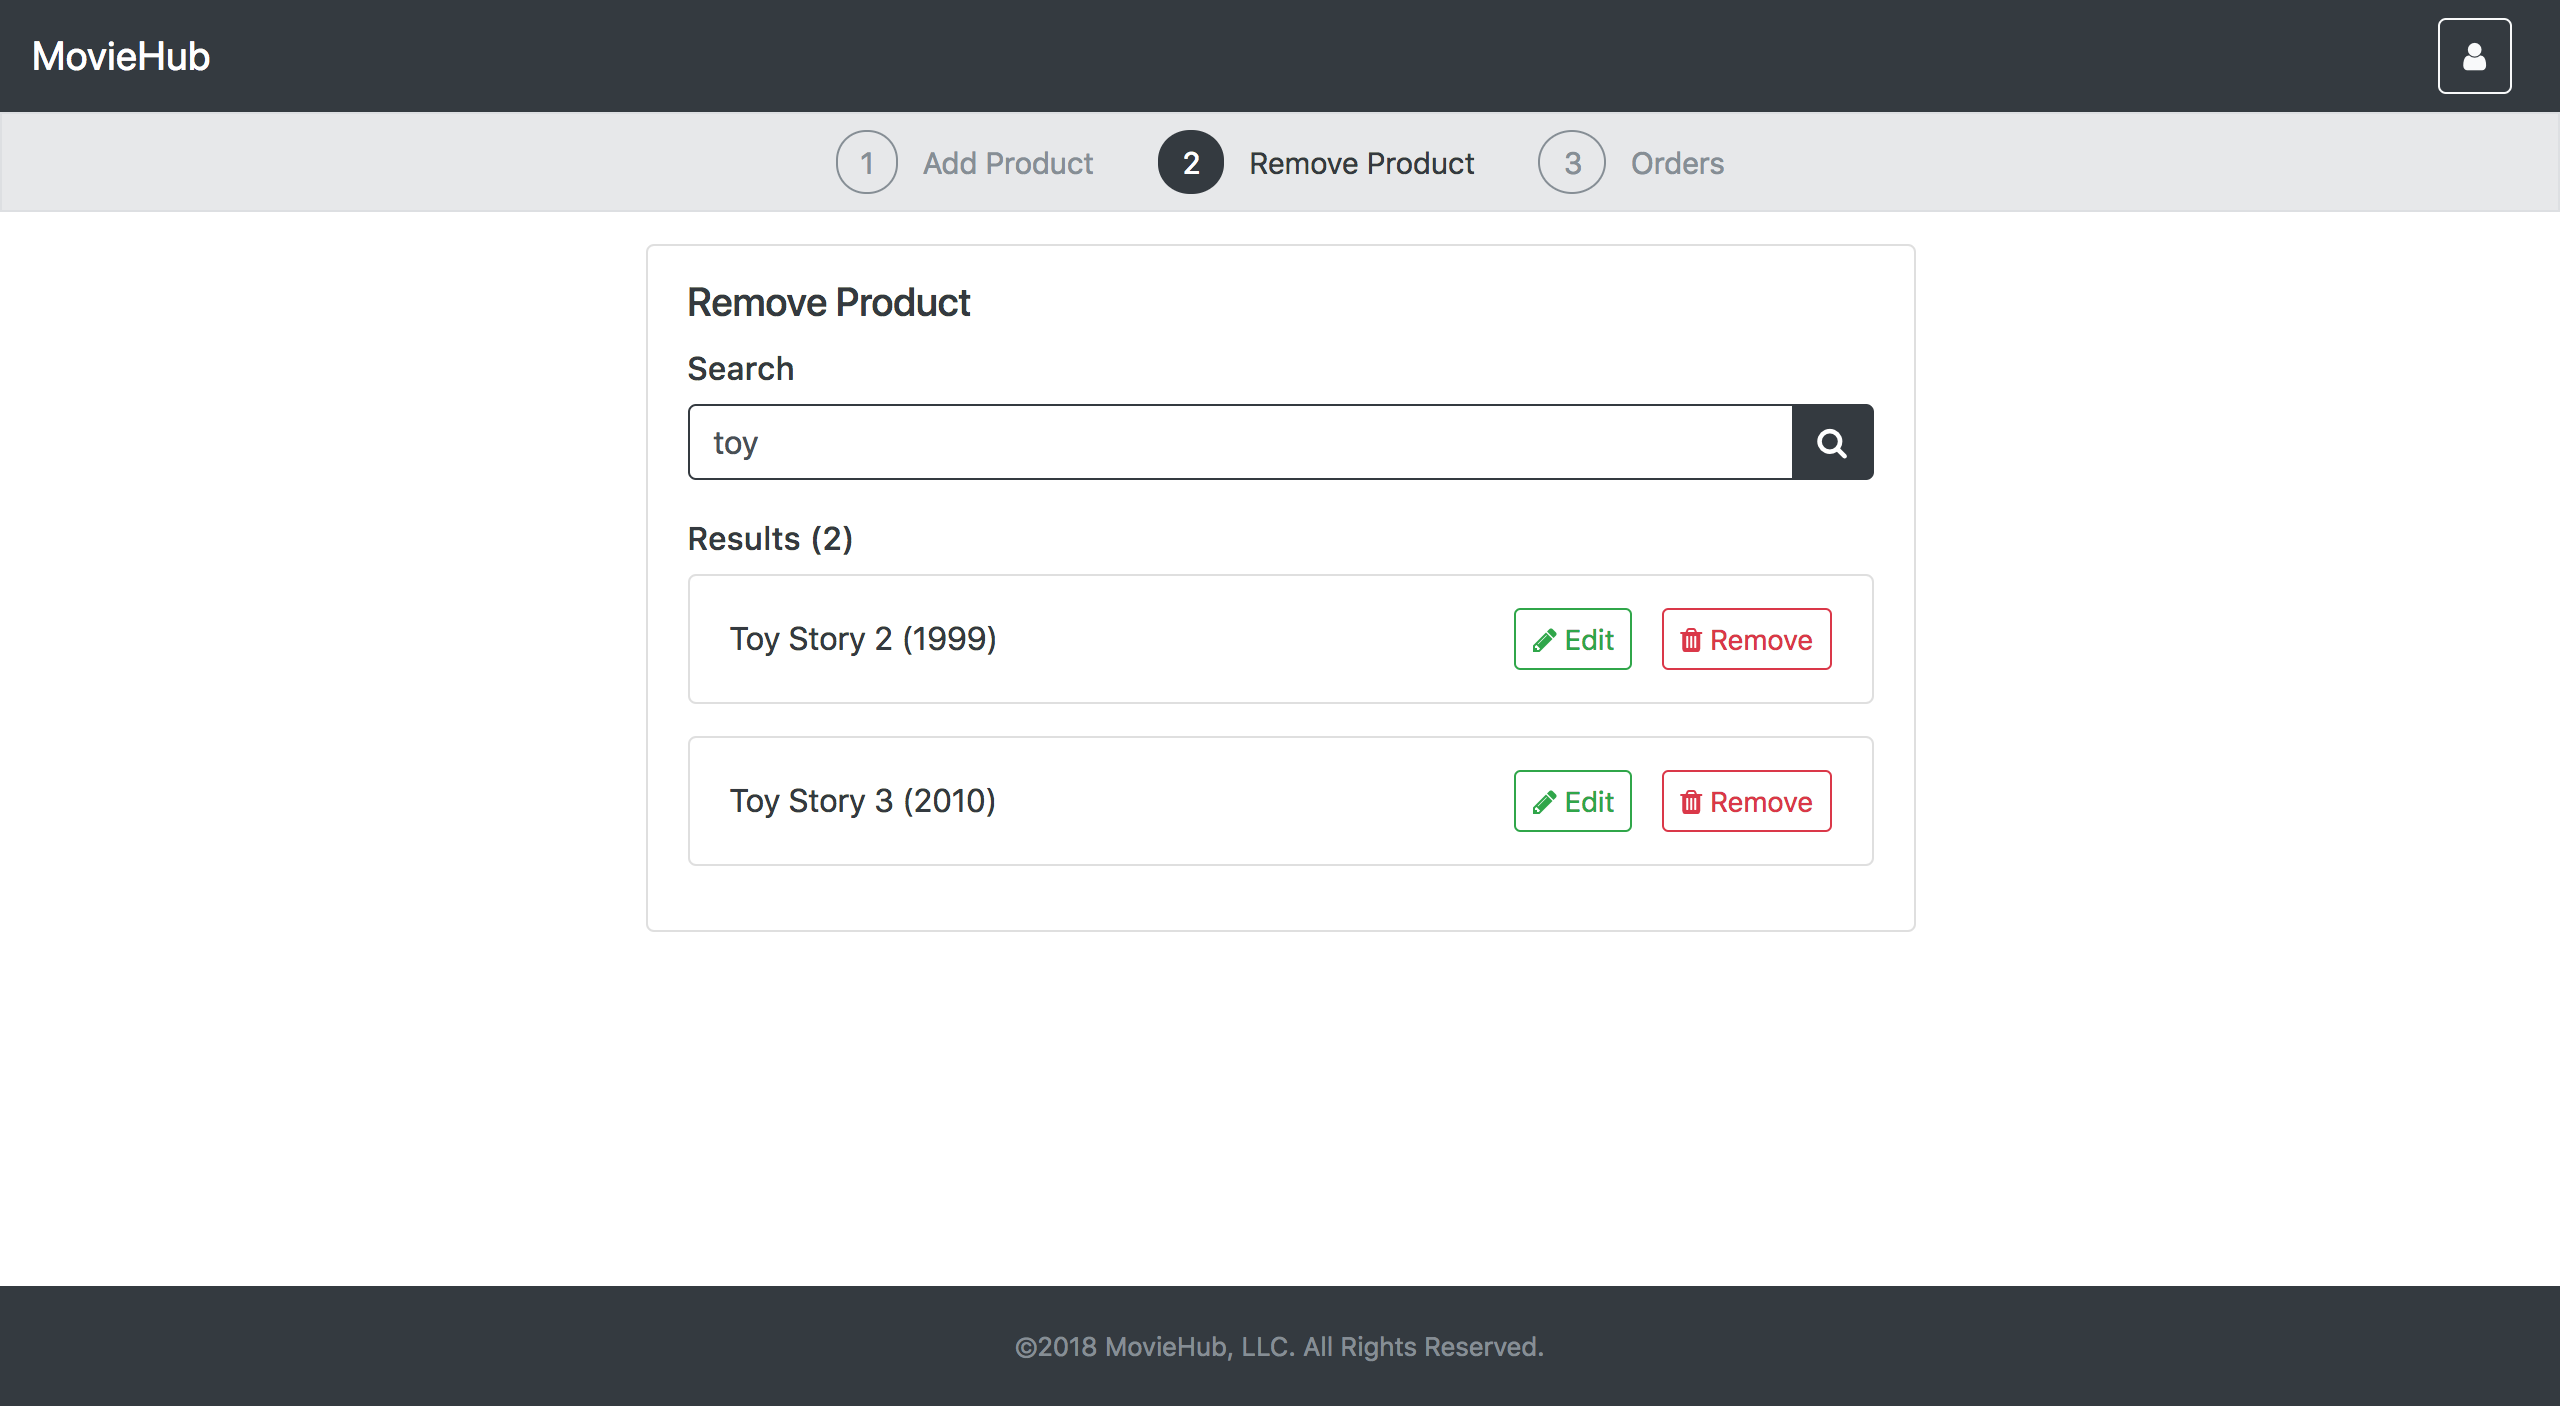 MovieHub
1 Add Product 2 Remove Product 3 Orders
Remove Product
Search
toy
Results (2)
Toy Story 2 (1999) Edit Remove
Toy Story 3 (2010) Edit Remove
©2018 MovieHub, LLC. All Rights Reserved.